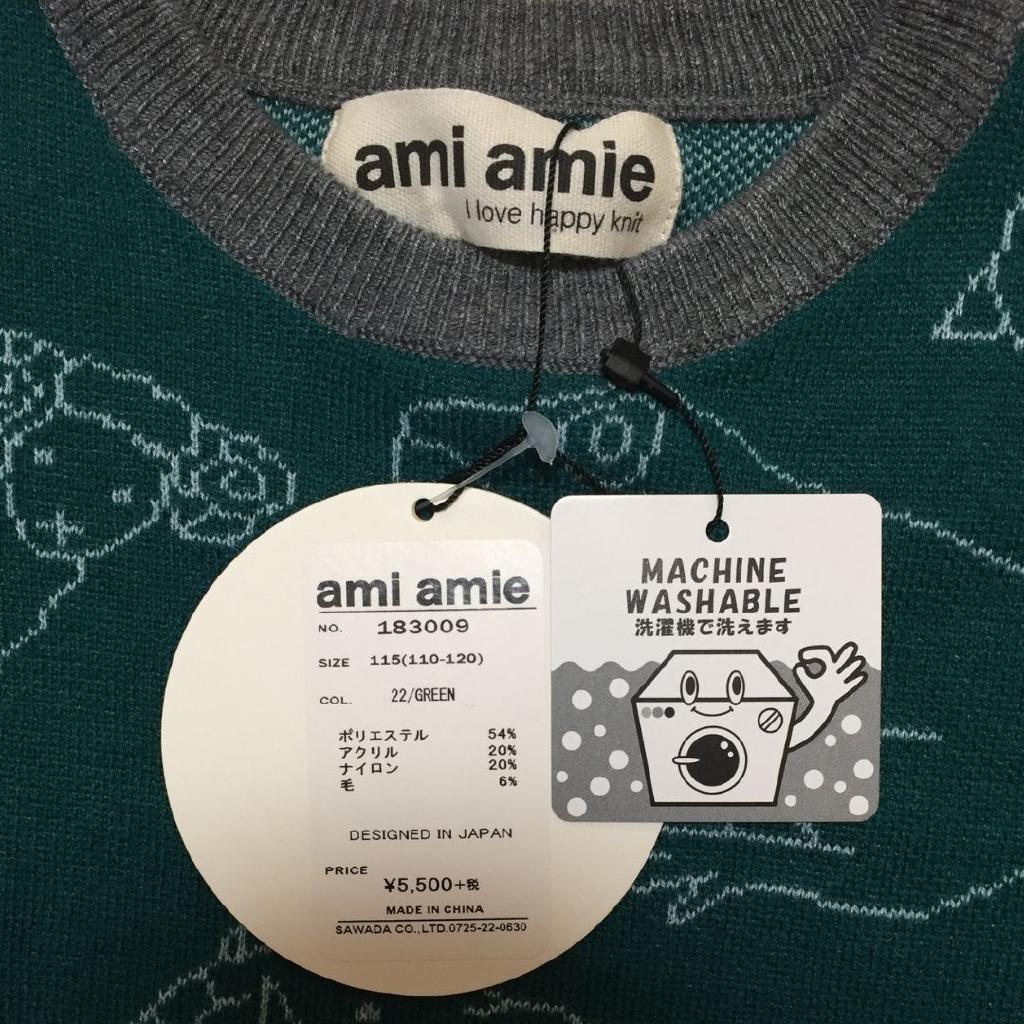 ami amie
I love happy knit
ami amie
NO. 183009
SIZE 115(110-120)
COL. 22/GREEN
ポリエステル 54%
アクリル 20%
ナイロン 20%
毛 6%
DESIGNED IN JAPAN
PRICE ¥5,500+税
MADE IN CHINA
SAWADA CO.,LTD.0725-22-0630
MACHINE
WASHABLE
洗濯機で洗えます